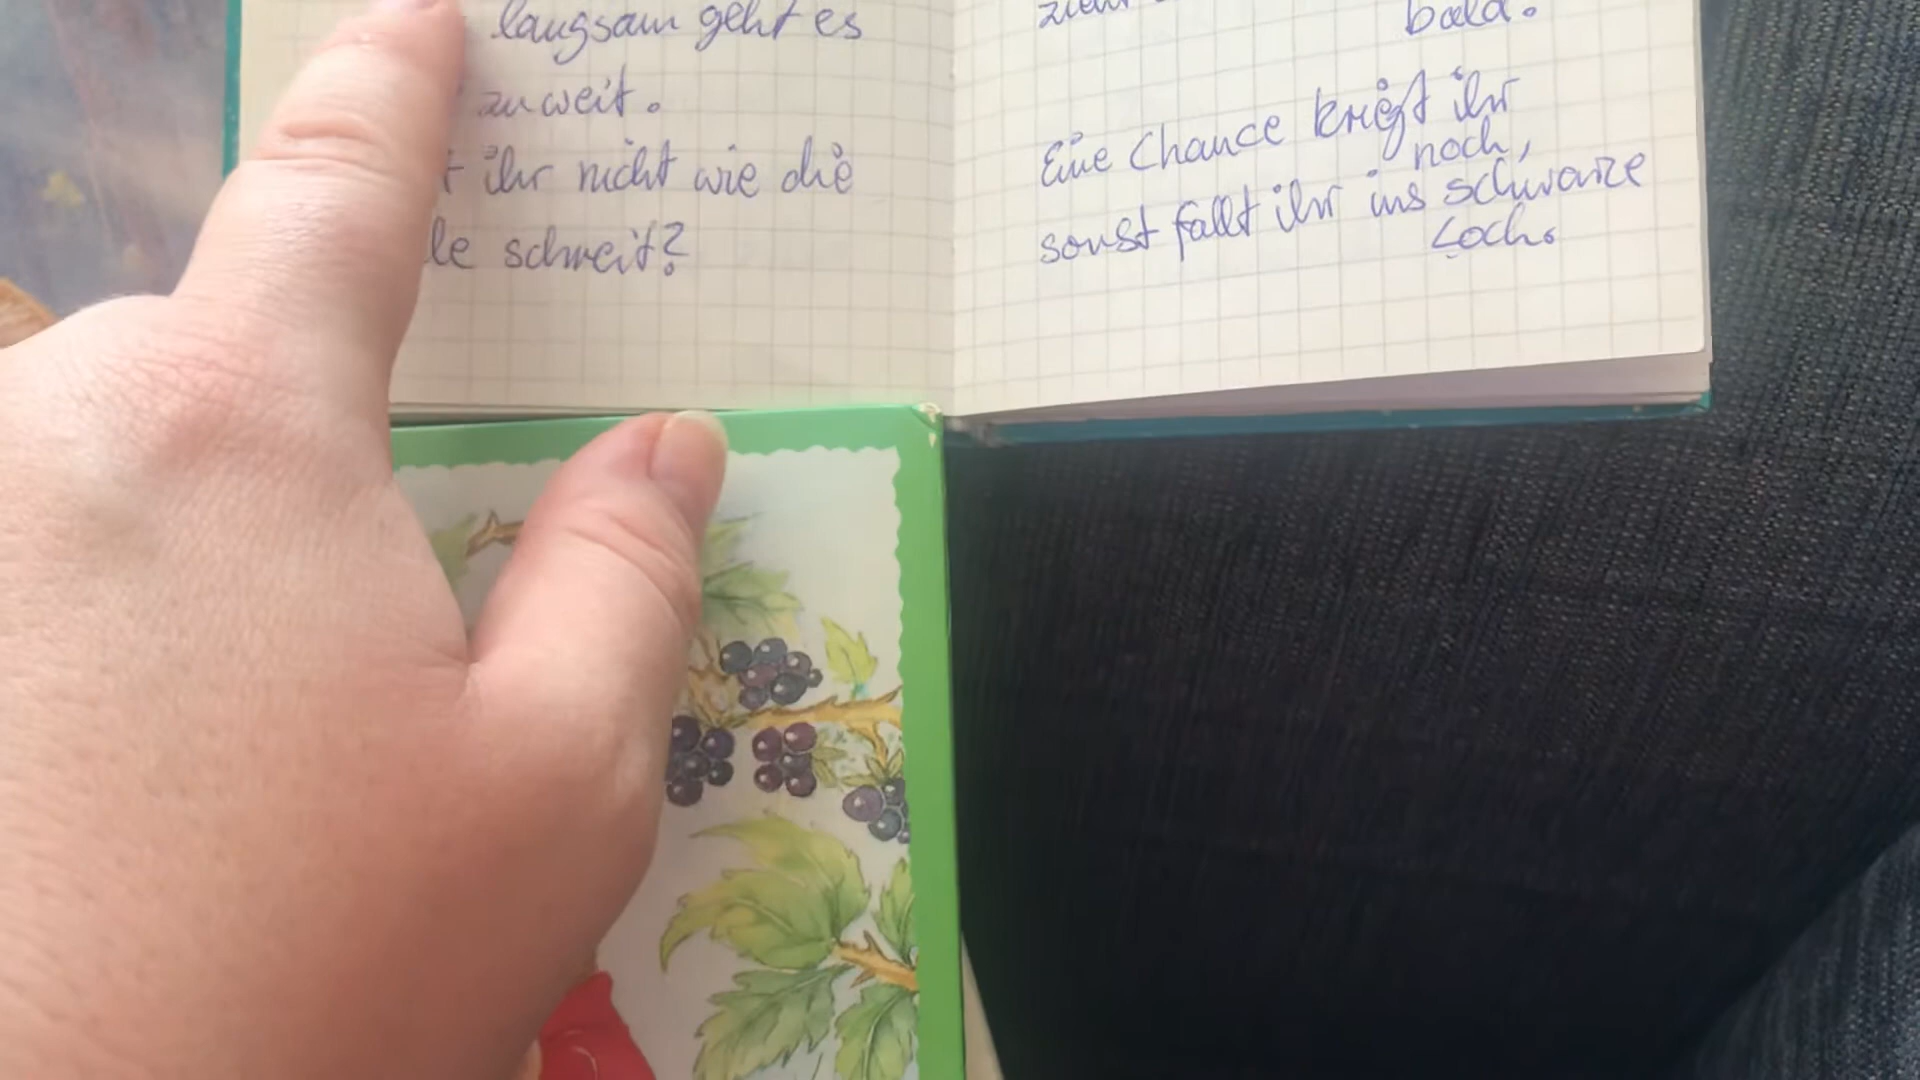 langsam geht es
zu weit.
ihr nicht wie die
schreit?
bald.
Eine Chance kriegt ihr
noch,
sonst fallt ihr ins schwarze
Loch.